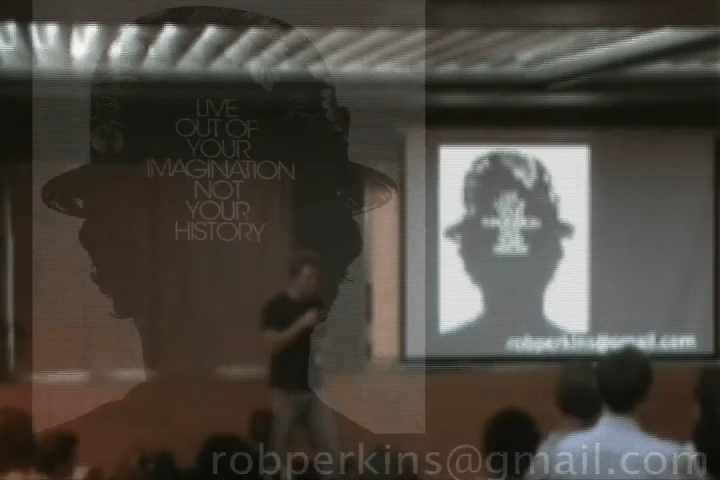 LIVE
OUT OF
YOUR
IMAGINATION
NOT
YOUR
HISTORY
robperkins@gmail.com
robperkins@gmail.com